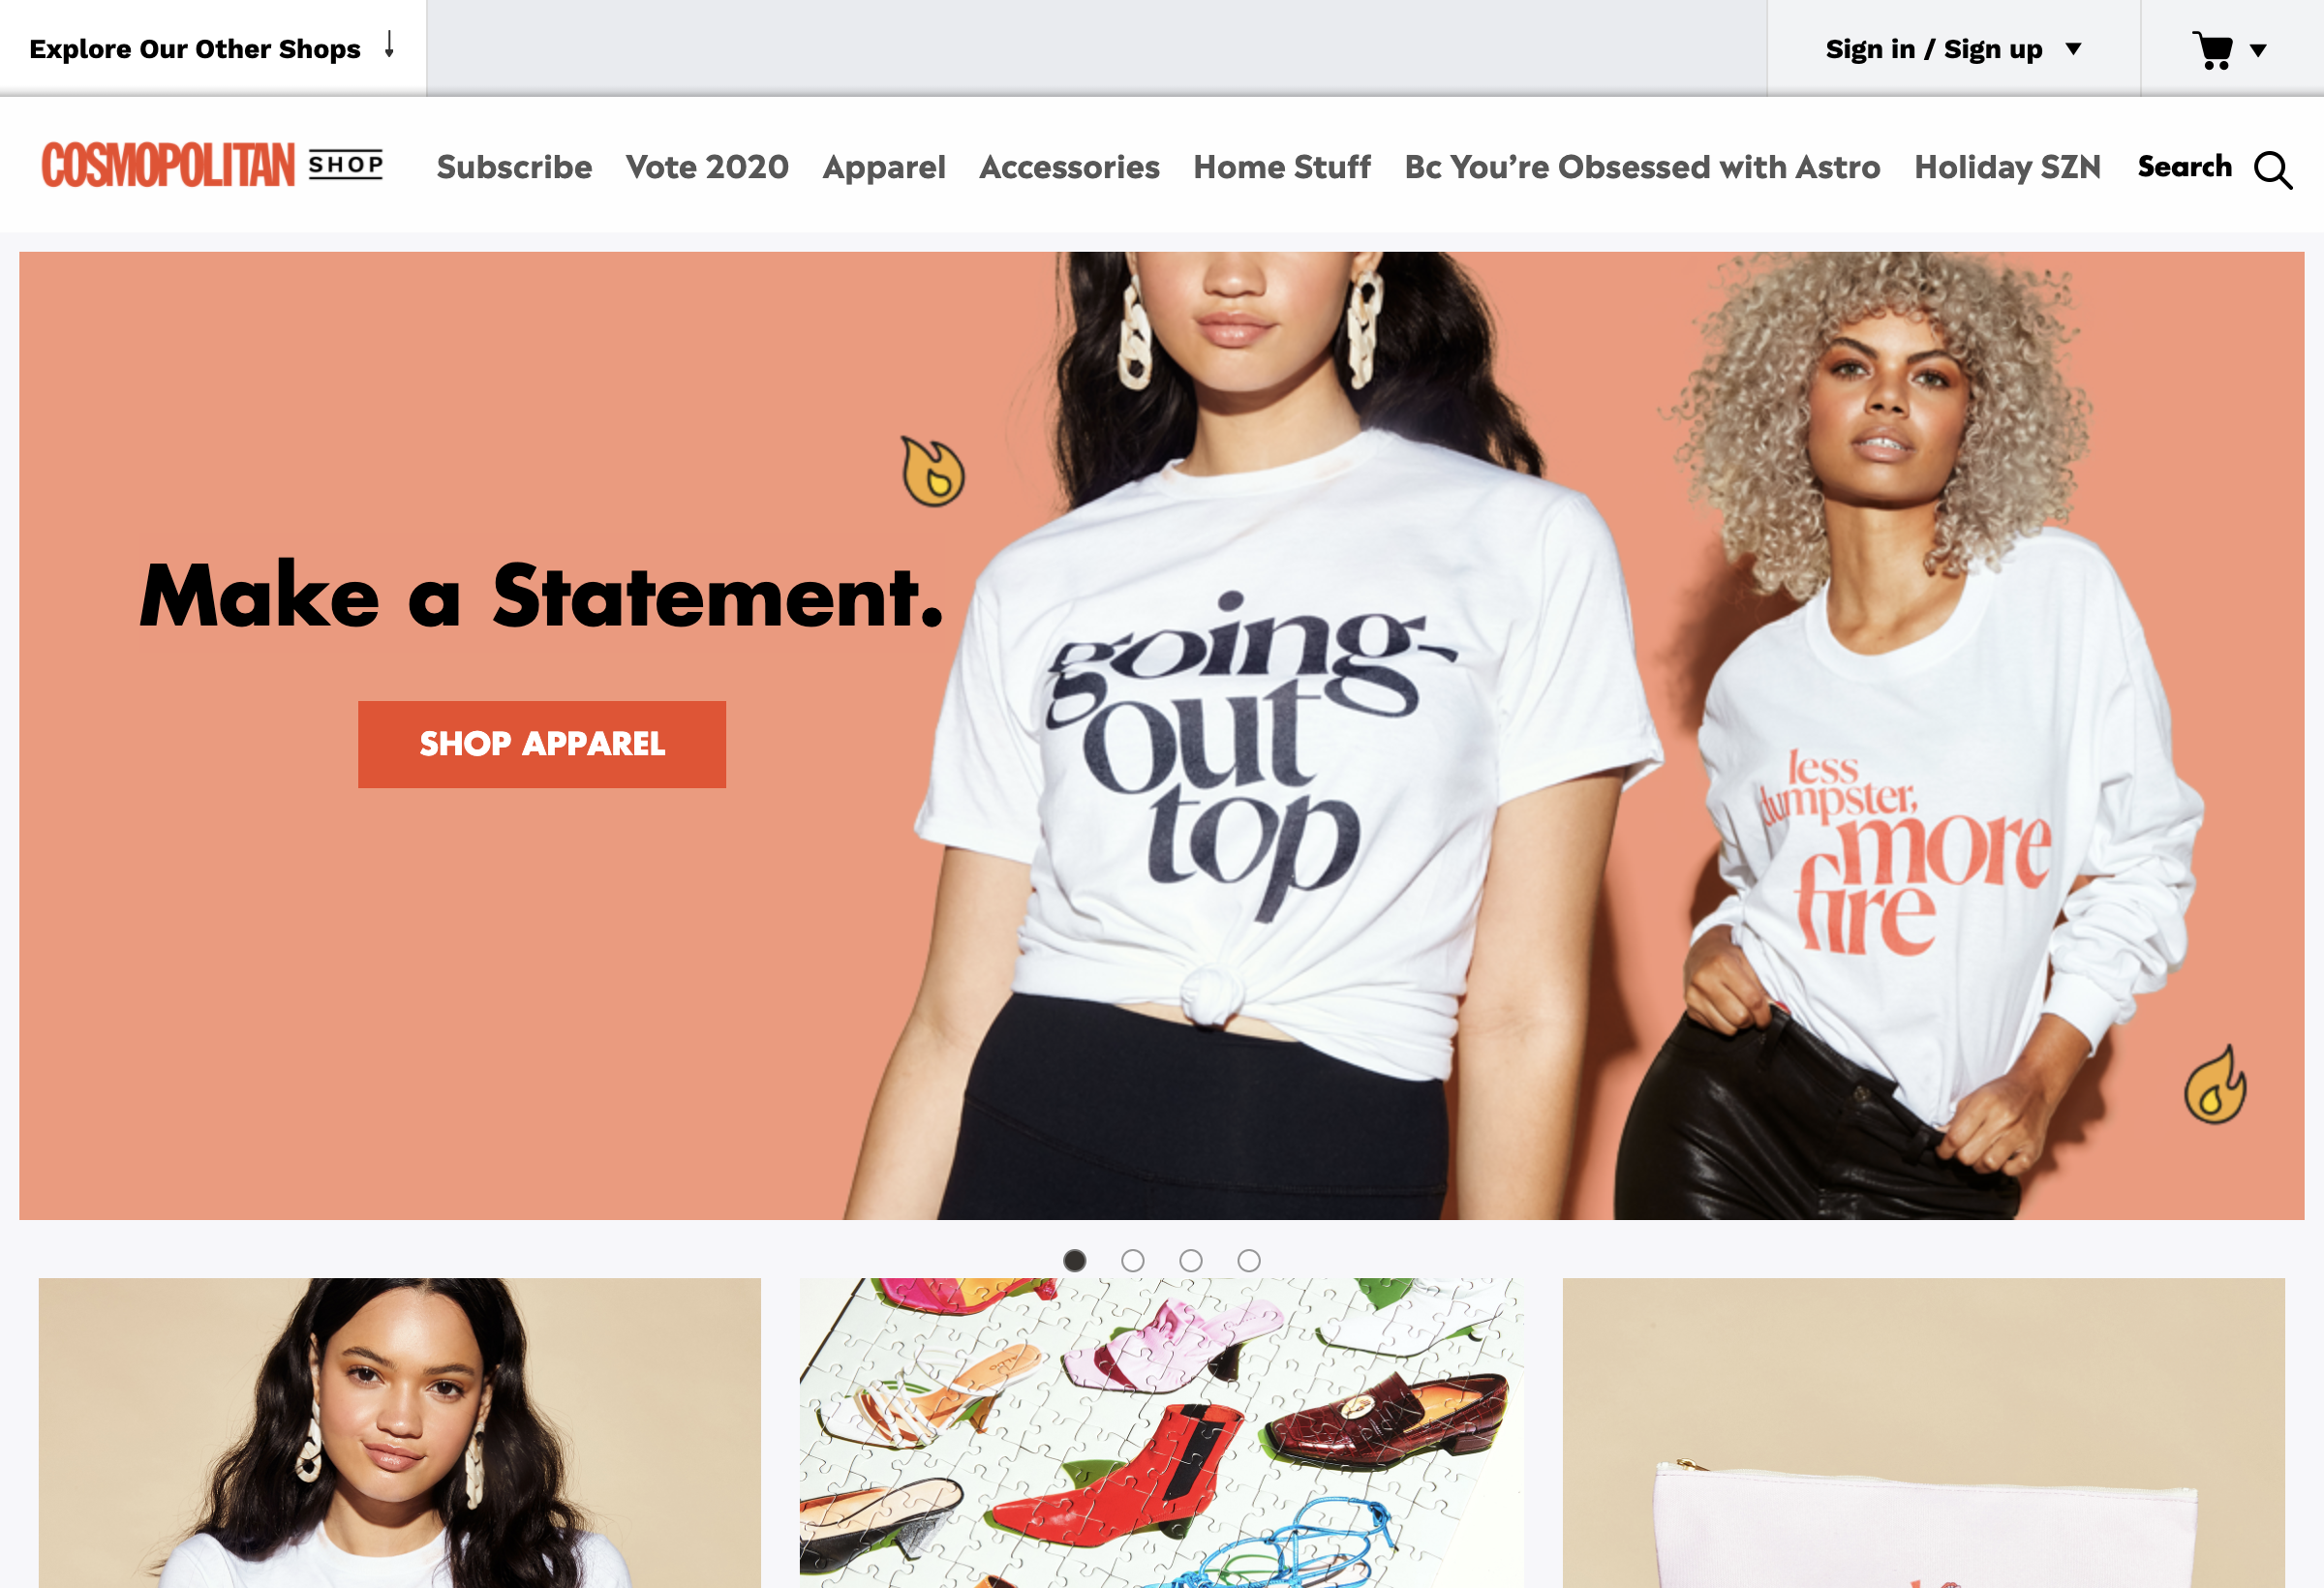 Explore Our Other Shops
Sign in / Sign up
COSMOPOLITAN SHOP
Subscribe
Vote 2020
Apparel
Accessories
Home Stuff
Bc You’re Obsessed with Astro
Holiday SZN
Search
Make a Statement.
SHOP APPAREL
going-
out
top
less
dumpster,
more
fire
ALDO